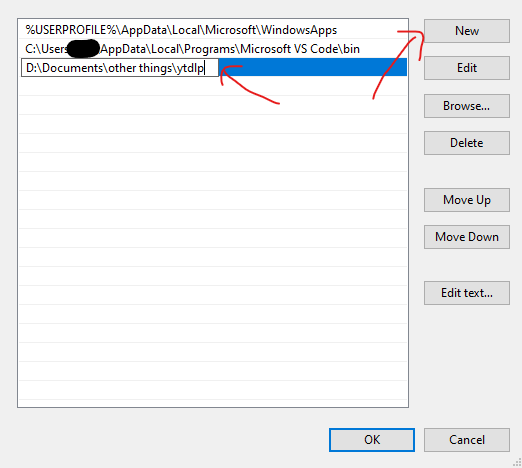 %USERPROFILE%\AppData\Local\Microsoft\WindowsApps
C:\Users AppData\Local\Programs\Microsoft VS Code\bin
D:\Documents\other things\ytdlp
New
Edit
Browse...
Delete
Move Up
Move Down
Edit text...
OK
Cancel